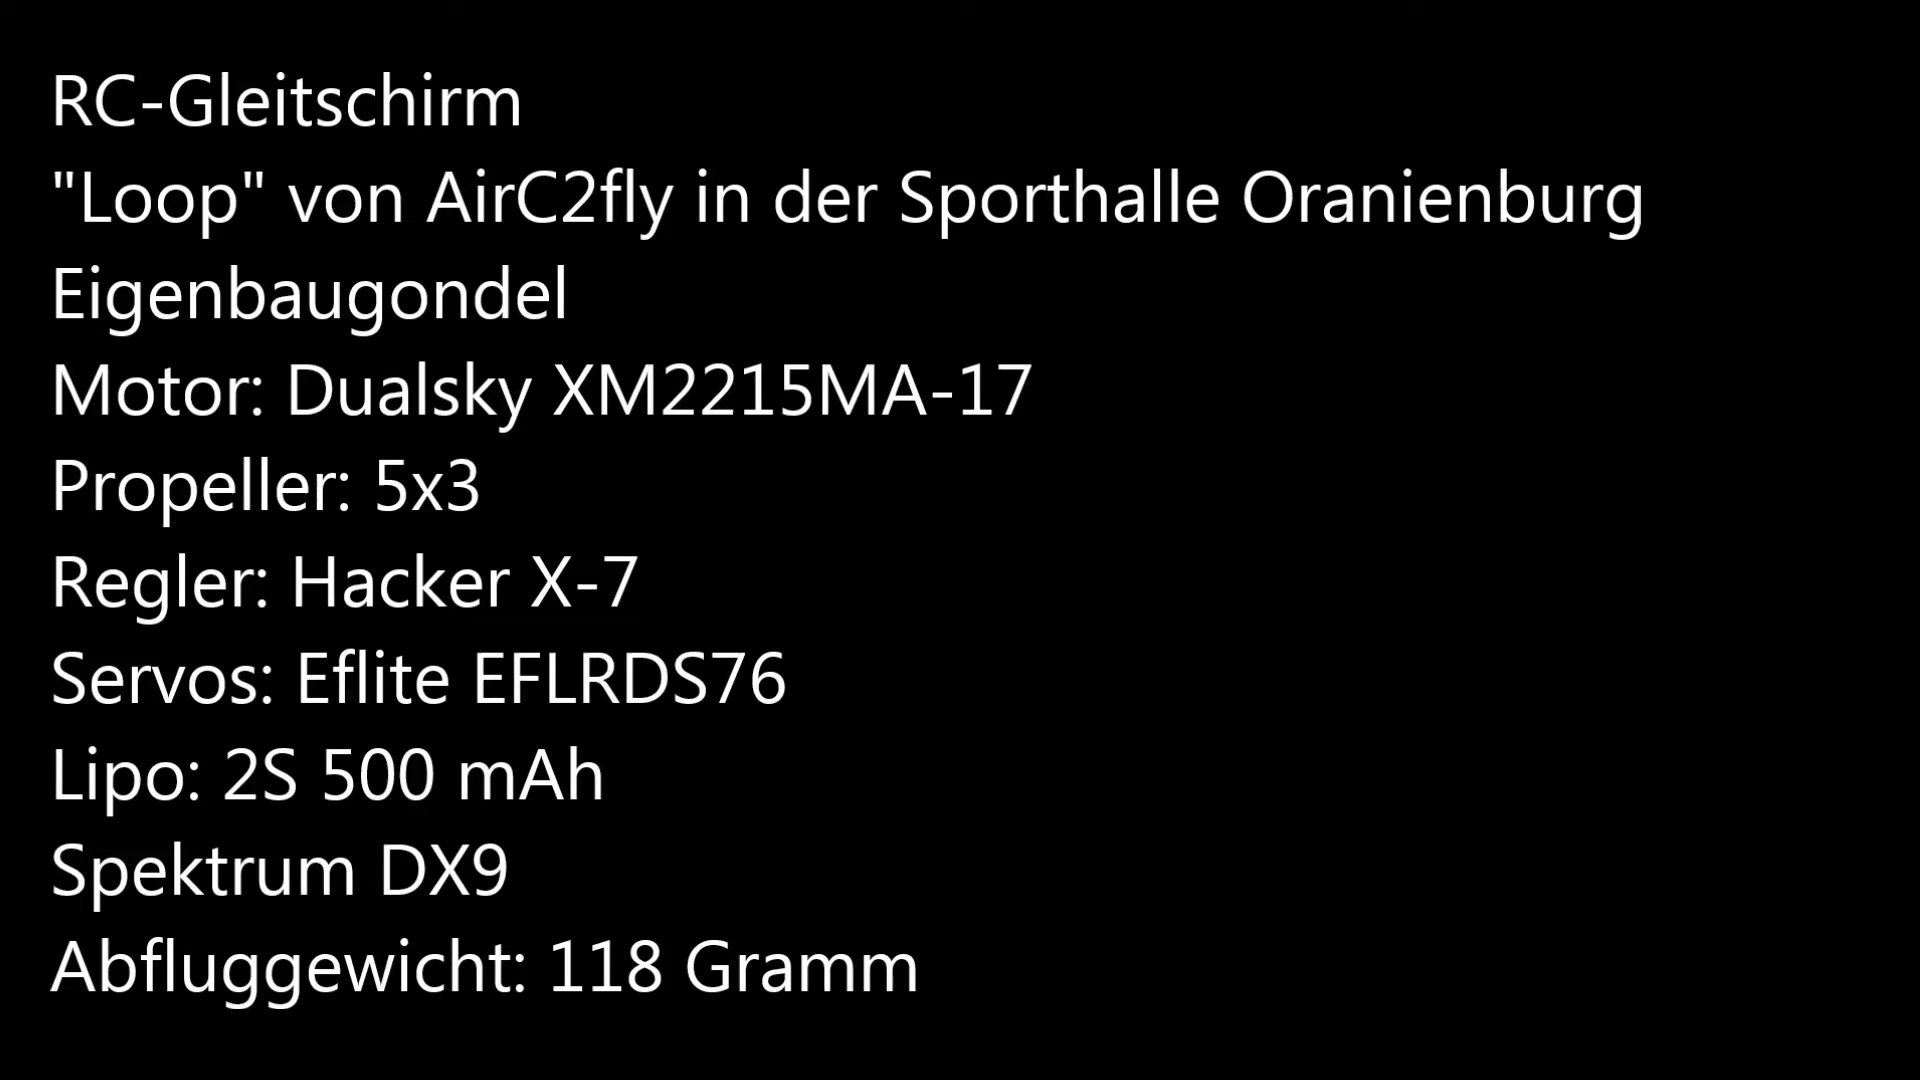 RC-Gleitschirm
"Loop" von AirC2fly in der Sporthalle Oranienburg
Eigenbaugondel
Motor: Dualsky XM2215MA-17
Propeller: 5x3
Regler: Hacker X-7
Servos: Eflite EFLRDS76
Lipo: 2S 500 mAh
Spektrum DX9
Abfluggewicht: 118 Gramm